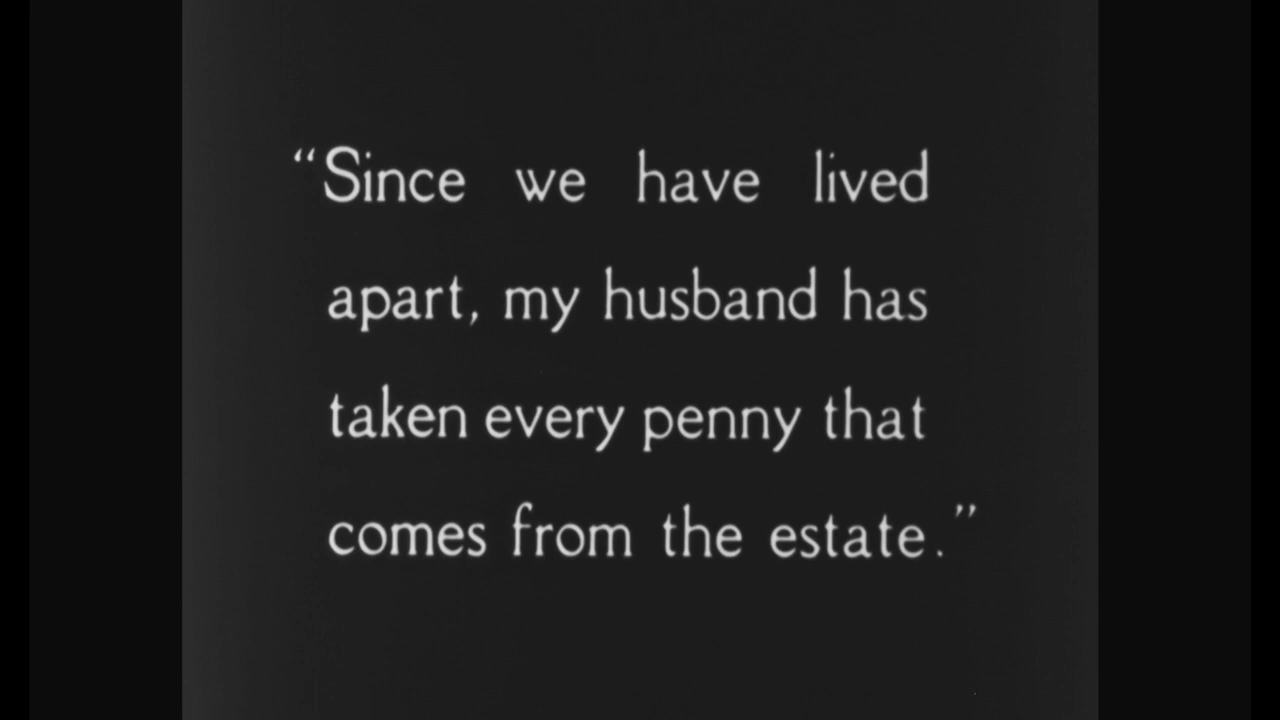 “Since we have lived
apart, my husband has
taken every penny that
comes from the estate.”